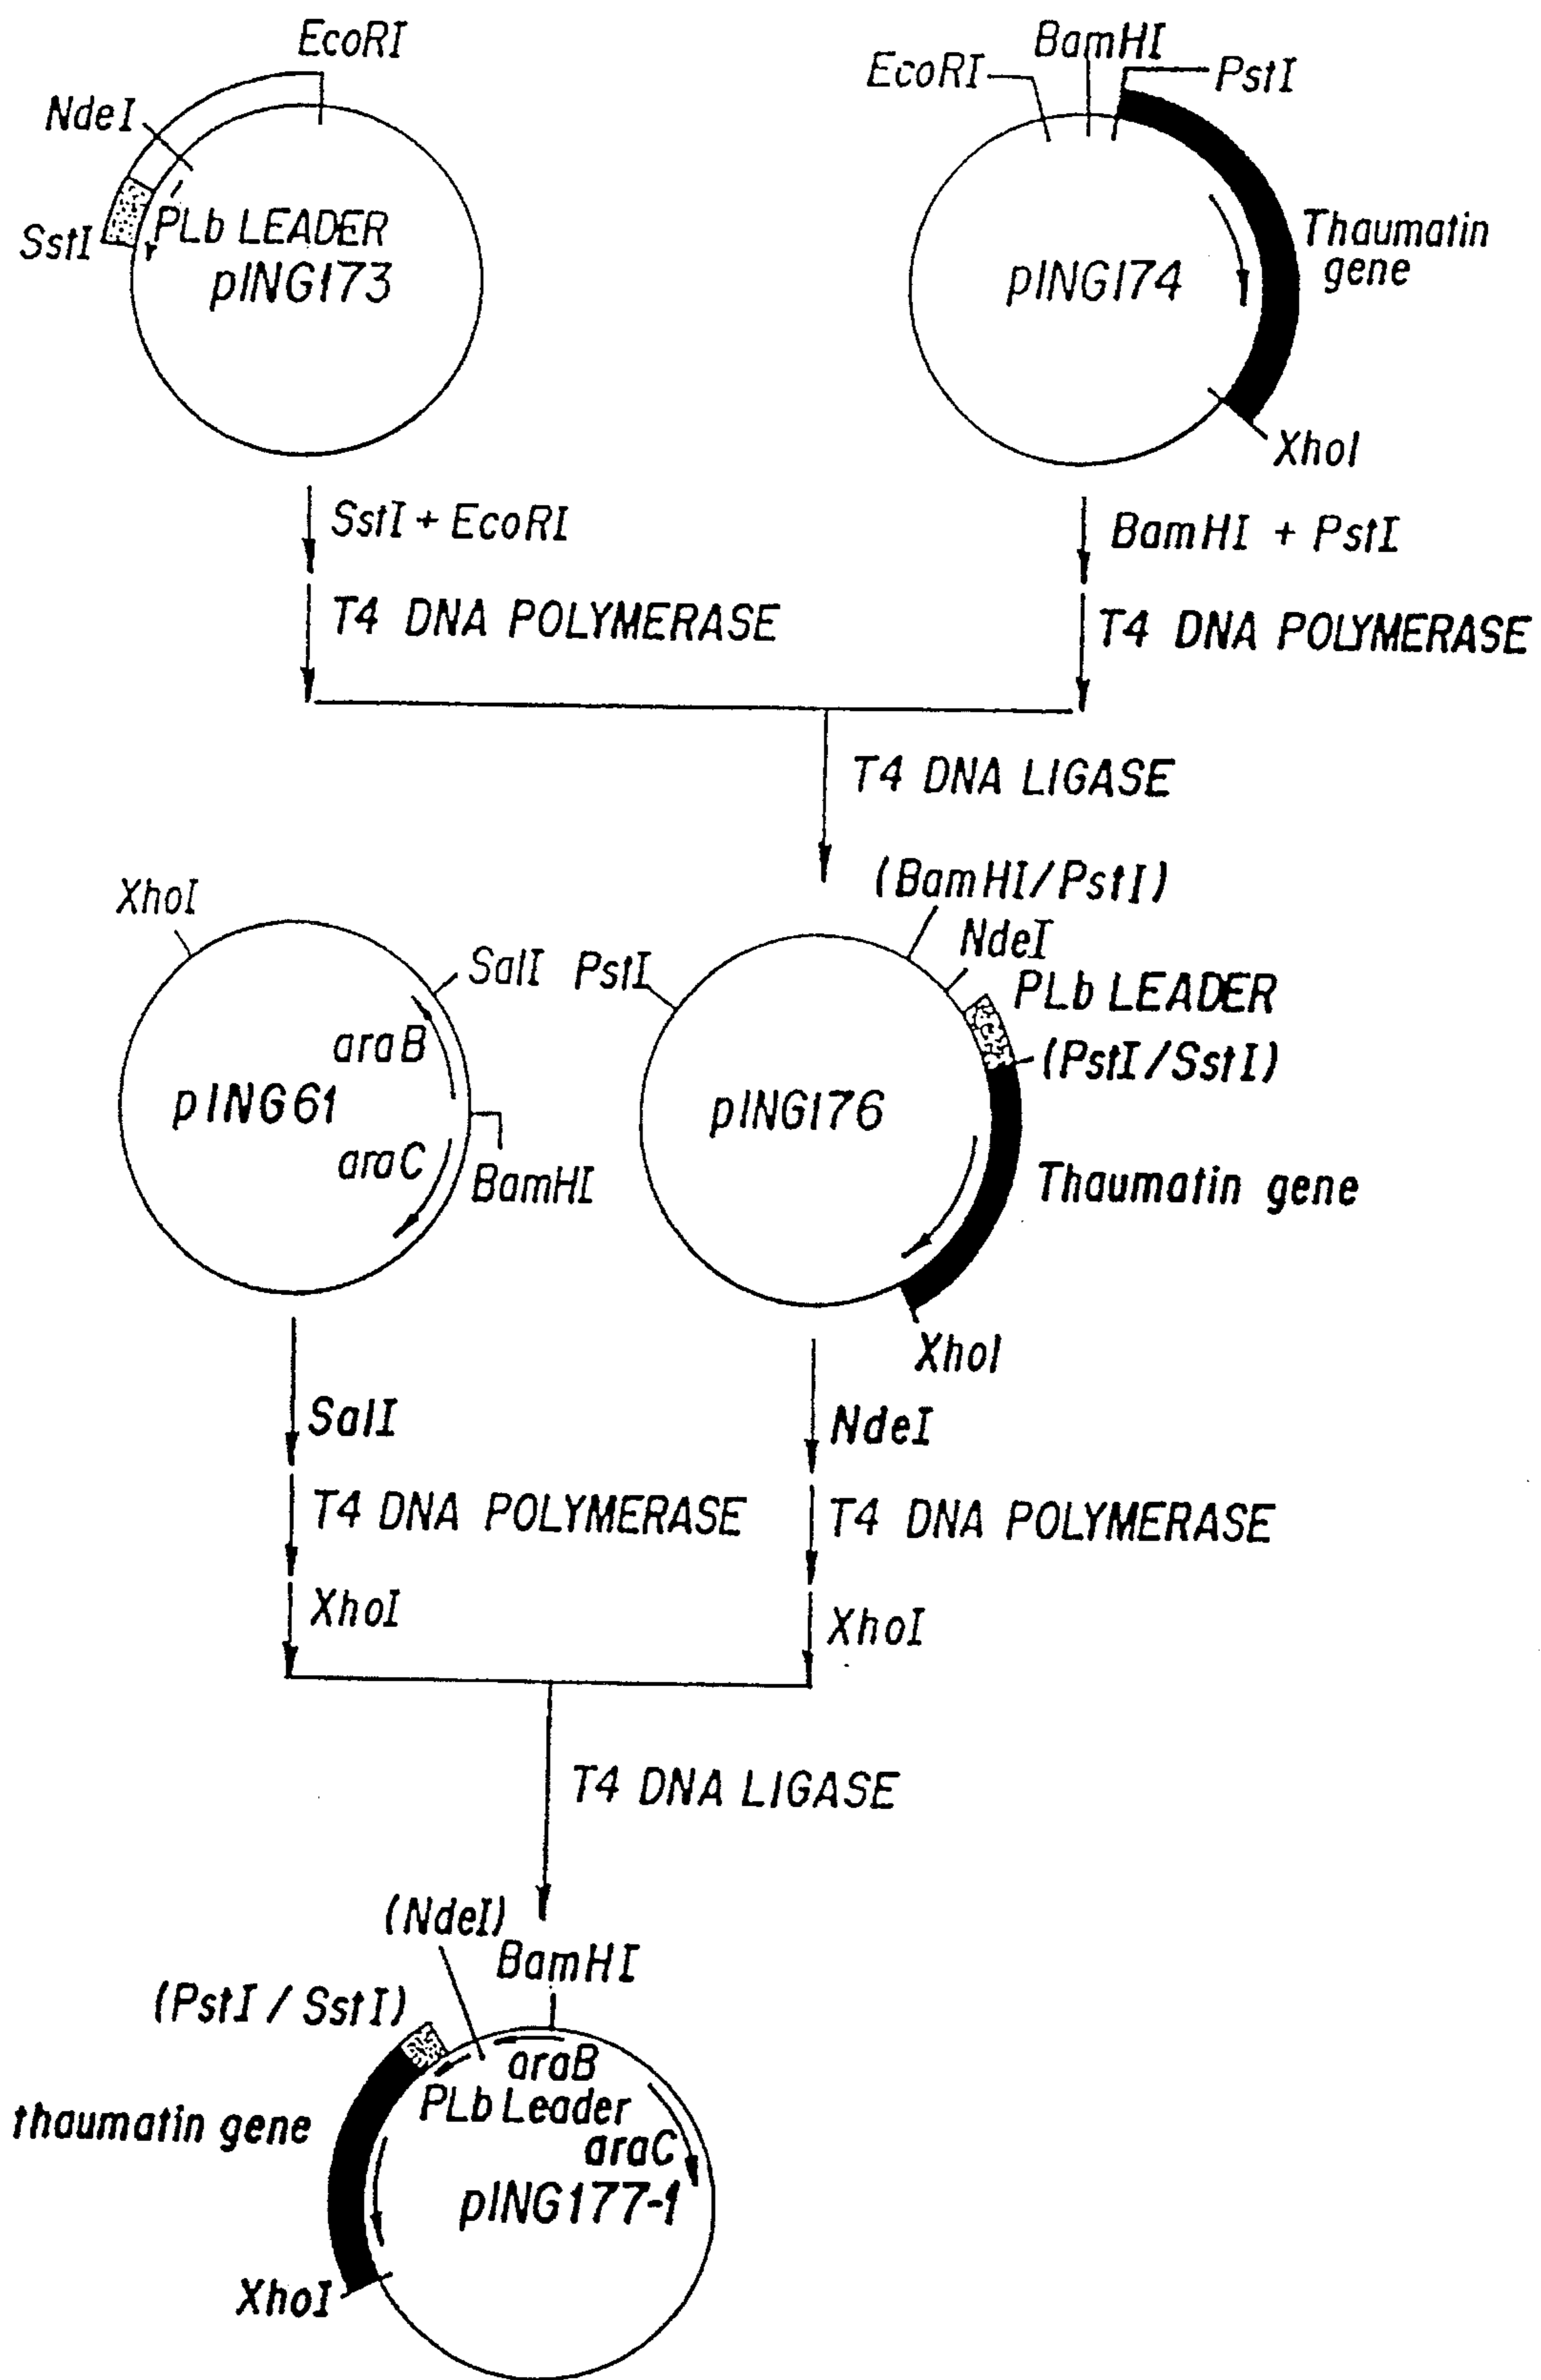 EcoRI
NdeI
SstI
PLb LEADER
pING173
BamHI
EcoRI
PstI
Thaumatin
gene
pING174
XhoI
SstI + EcoRI
T4 DNA POLYMERASE
BamHI + PstI
T4 DNA POLYMERASE
T4 DNA LIGASE
XhoI
SalI
araB
pING61
araC
BamHI
(BamHI/PstI)
NdeI
PstI
PLb LEADER
(PstI/SstI)
pING176
Thaumatin gene
XhoI
SalI
T4 DNA POLYMERASE
XhoI
NdeI
T4 DNA POLYMERASE
XhoI
T4 DNA LIGASE
(NdeI)
BamHI
(PstI / SstI)
araB
PLb Leader
thaumatin gene
araC
pING177-1
XhoI